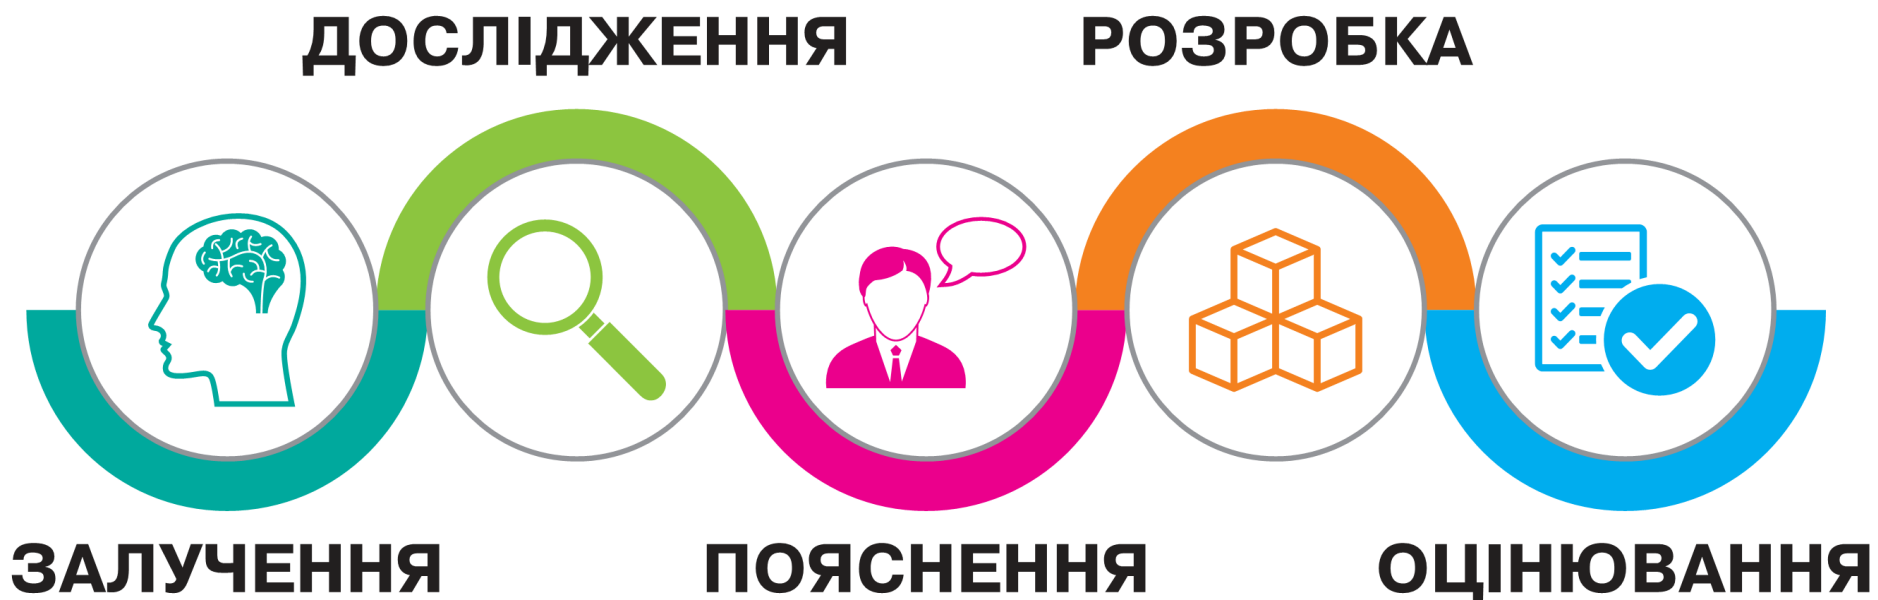 ДОСЛІДЖЕННЯ
РОЗРОБКА
ЗАЛУЧЕННЯ
ПОЯСНЕННЯ
ОЦІНЮВАННЯ